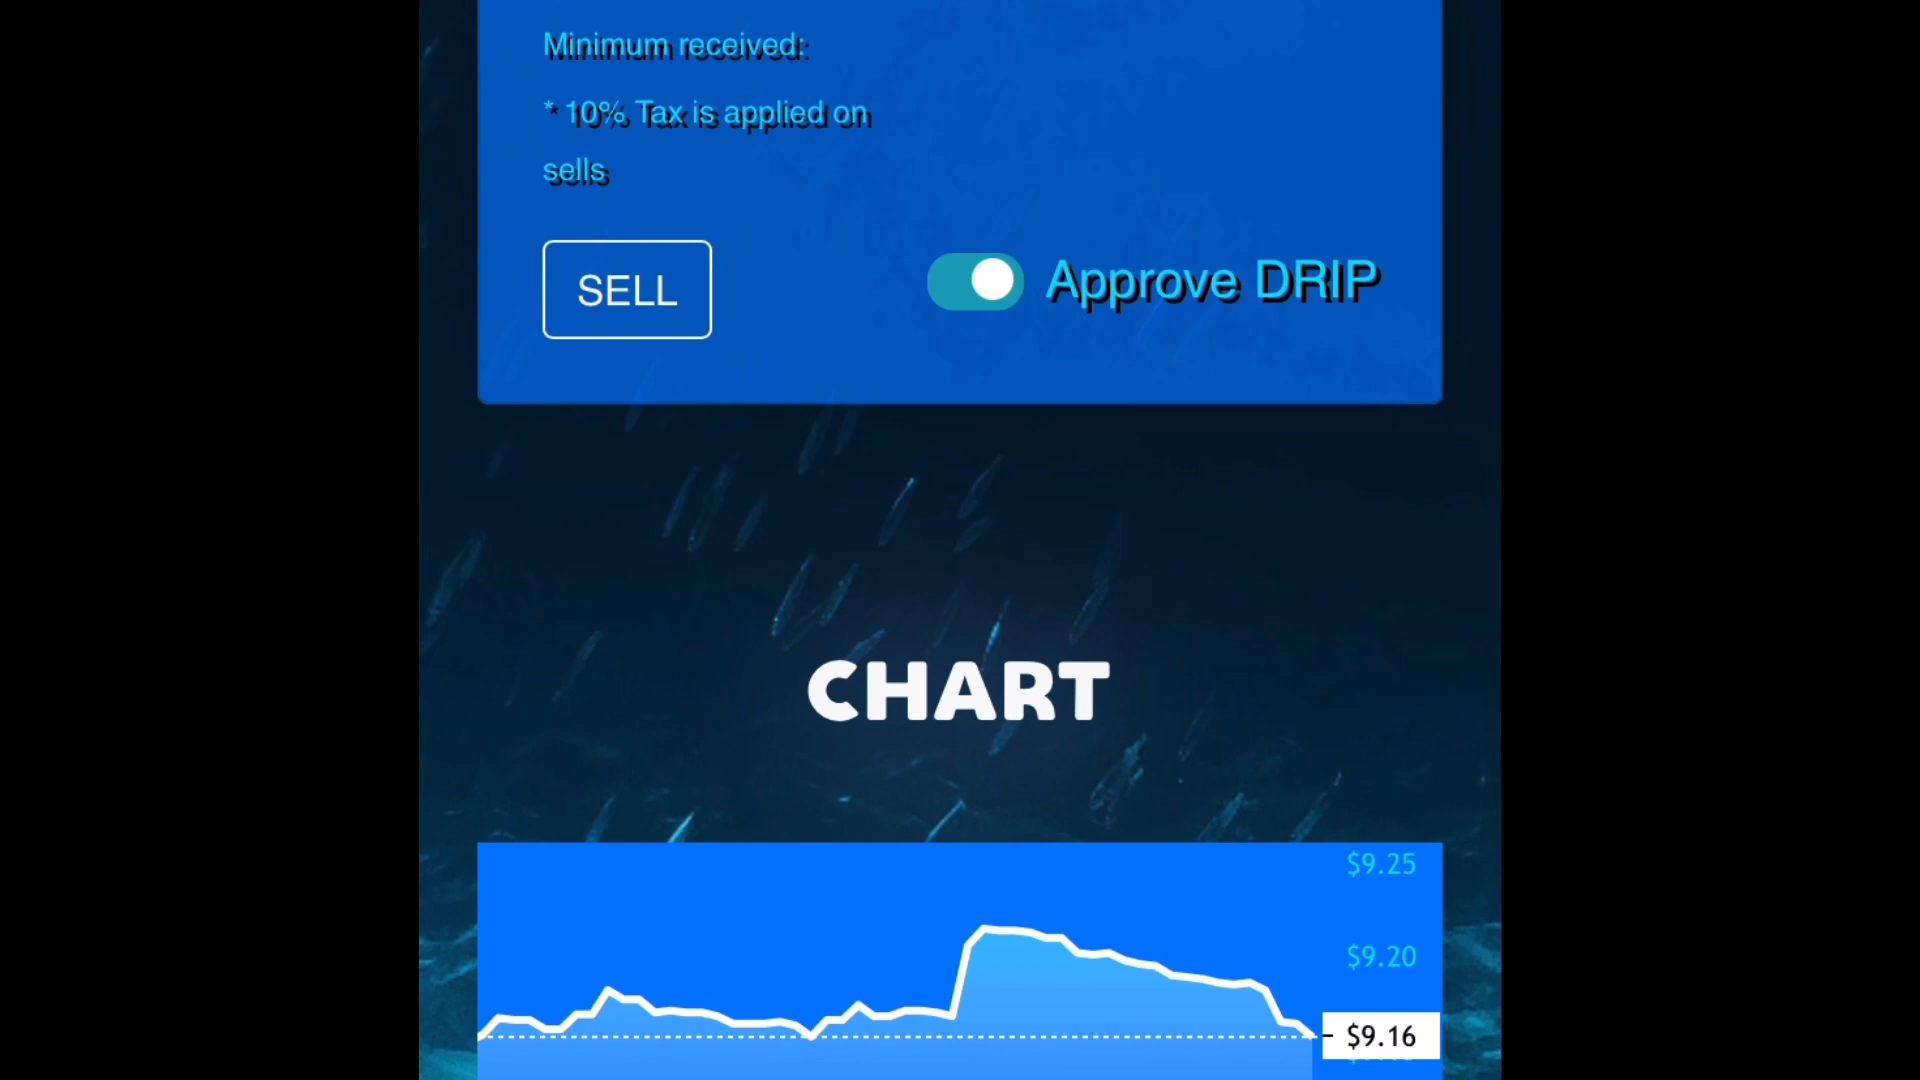 Minimum received:
* 10% Tax is applied on
sells
SELL
Approve DRIP
CHART
$9.25
$9.20
$9.16